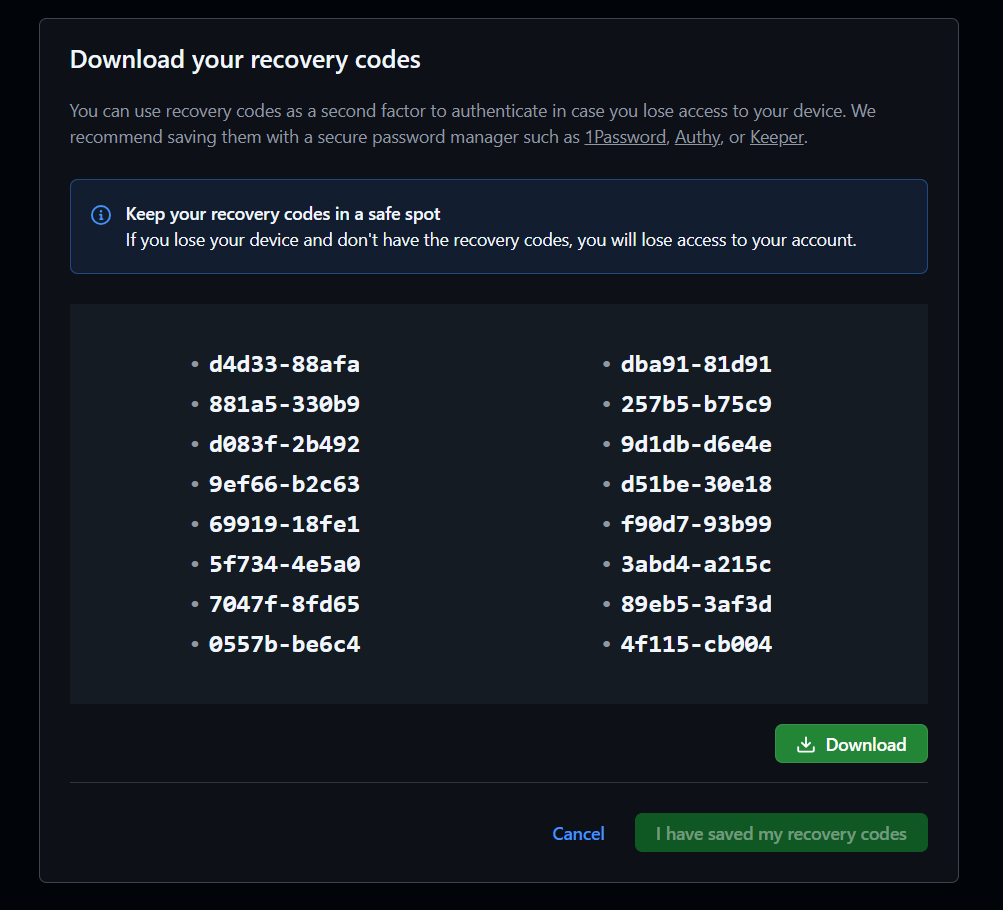 Download your recovery codes
You can use recovery codes as a second factor to authenticate in case you lose access to your device. We
recommend saving them with a secure password manager such as 1Password, Authy, or Keeper.
Keep your recovery codes in a safe spot
If you lose your device and don't have the recovery codes, you will lose access to your account.
• d4d33-88afa
• dba91-81d91
• 881a5-330b9
• 257b5-b75c9
• d083f-2b492
• 9d1db-d6e4e
• 9ef66-b2c63
• d51be-30e18
• 69919-18fe1
• f90d7-93b99
• 5f734-4e5a0
• 3abd4-a215c
• 7047f-8fd65
• 89eb5-3af3d
• 0557b-be6c4
• 4f115-cb004
Download
Cancel
I have saved my recovery codes